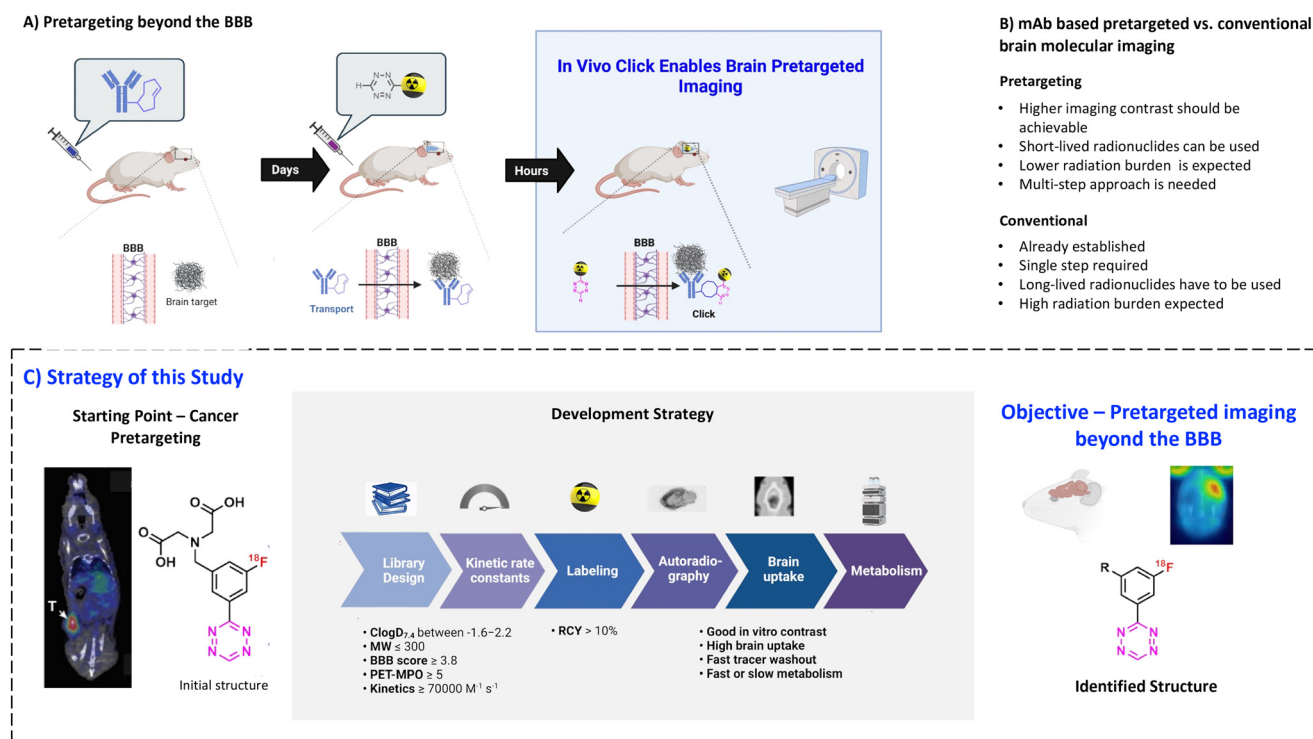 A) Pretargeting beyond the BBB
H
N
N
N
N
Days
BBB
Brain target
BBB
Transport
In Vivo Click Enables Brain Pretargeted
Imaging
Hours
BBB
Click
B) mAb based pretargeted vs. conventional
brain molecular imaging
Pretargeting
• Higher imaging contrast should be
achievable
• Short-lived radionuclides can be used
• Lower radiation burden is expected
• Multi-step approach is needed
Conventional
• Already established
• Single step required
• Long-lived radionuclides have to be used
• High radiation burden expected
C) Strategy of this Study
Starting Point – Cancer
Pretargeting
T
O
OH
O
OH
N
18F
N
N
N
N
Initial structure
Development Strategy
Library
Design
Kinetic rate
constants
Labeling
Autoradio-
graphy
Brain
uptake
Metabolism
• ClogD7.4 between -1.6–2.2
• MW ≤ 300
• BBB score ≥ 3.8
• PET-MPO ≥ 5
• Kinetics ≥ 70000 M-1 s-1
• RCY > 10%
• Good in vitro contrast
• High brain uptake
• Fast tracer washout
• Fast or slow metabolism
Objective – Pretargeted imaging
beyond the BBB
R
18F
N
N
N
N
Identified Structure